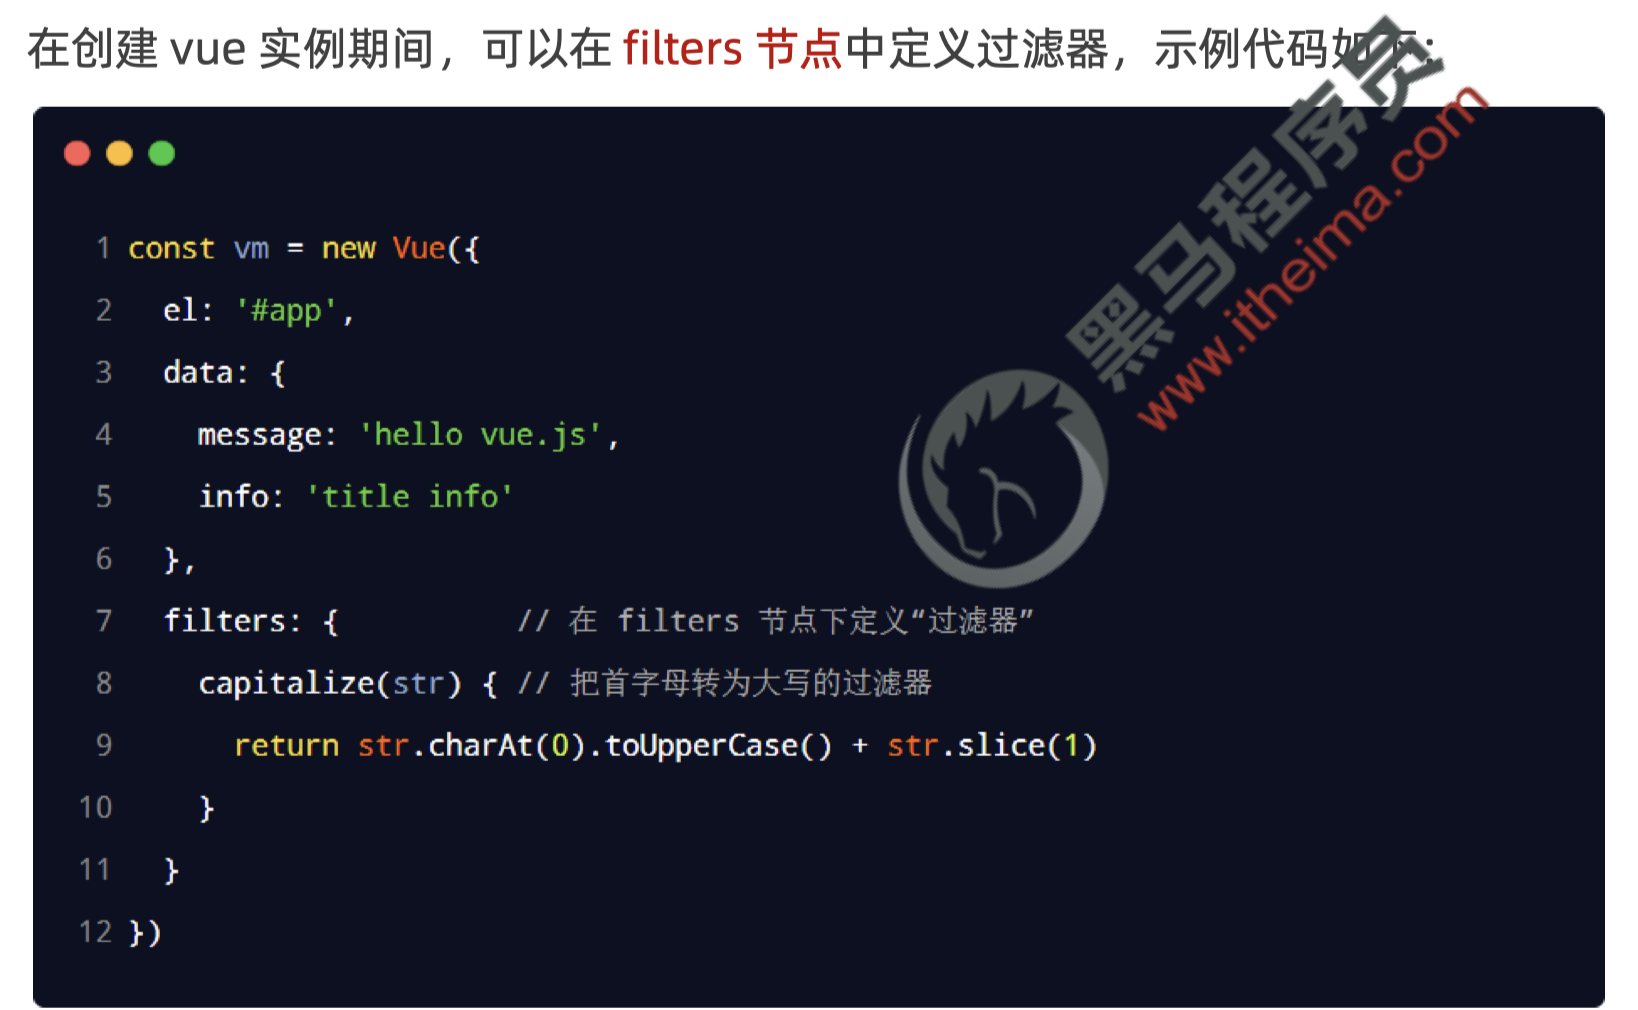 在创建 vue 实例期间，可以在 filters 节点中定义过滤器，示例代码如下：
黑马程序员
www.itheima.com
1 const vm = new Vue({
2   el: '#app',
3   data: {
4     message: 'hello vue.js',
5     info: 'title info'
6   },
7   filters: {          // 在 filters 节点下定义“过滤器”
8     capitalize(str) { // 把首字母转为大写的过滤器
9       return str.charAt(0).toUpperCase() + str.slice(1)
10     }
11   }
12 })